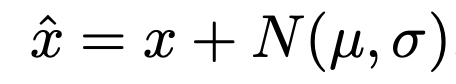 x̂ = x + N(μ, σ)